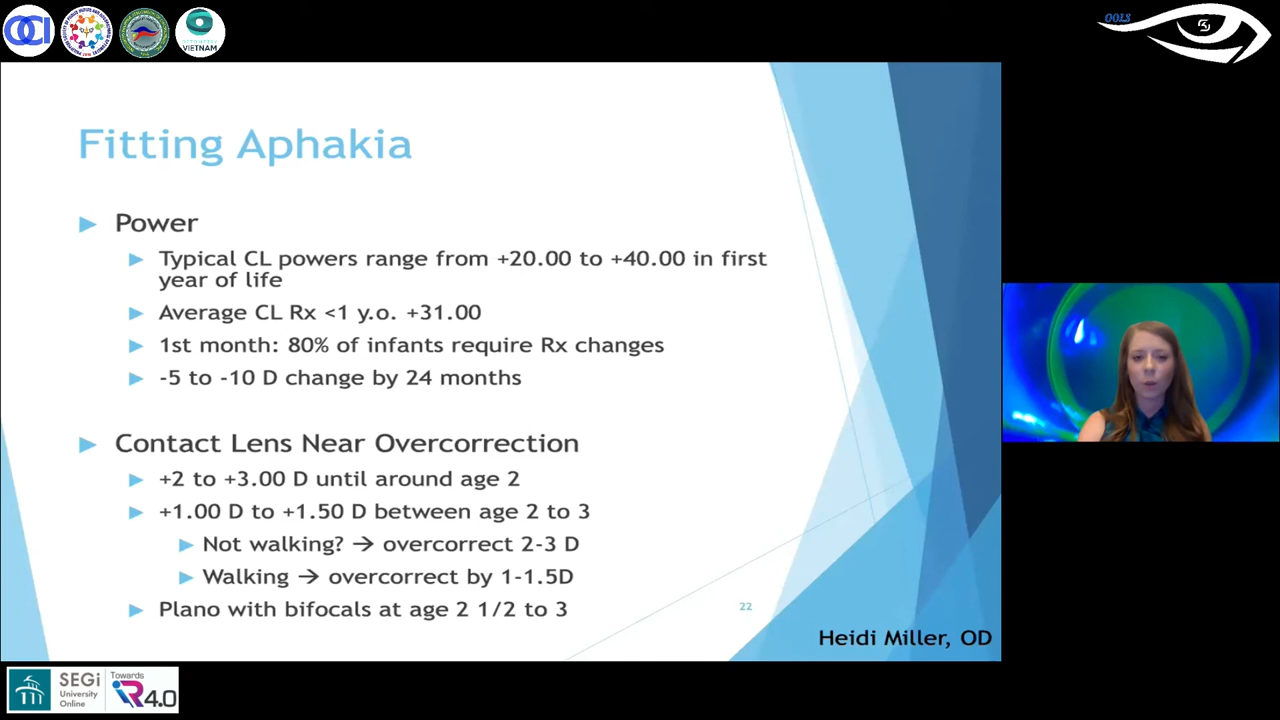 OCI
VIETNAM
OOLS
Fitting Aphakia
Power
Typical CL powers range from +20.00 to +40.00 in first
year of life
Average CL Rx <1 y.o. +31.00
1st month: 80% of infants require Rx changes
-5 to -10 D change by 24 months
Contact Lens Near Overcorrection
+2 to +3.00 D until around age 2
+1.00 D to +1.50 D between age 2 to 3
Not walking? → overcorrect 2-3 D
Walking → overcorrect by 1-1.5D
Plano with bifocals at age 2 1/2 to 3
22
Heidi Miller, OD
SEGi
University
Online
Towards
iR4.0